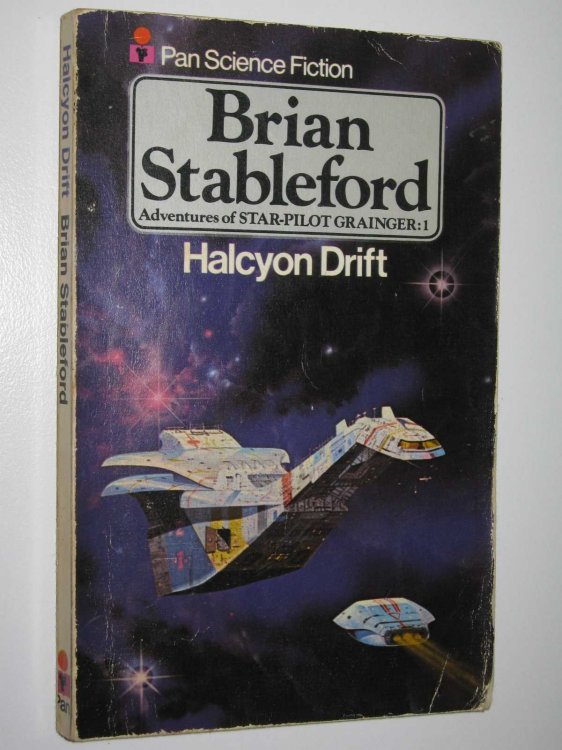 Pan Science Fiction
Brian
Stableford
Adventures of STAR-PILOT GRAINGER:1
Halcyon Drift
Halcyon Drift Brian Stableford
Pan